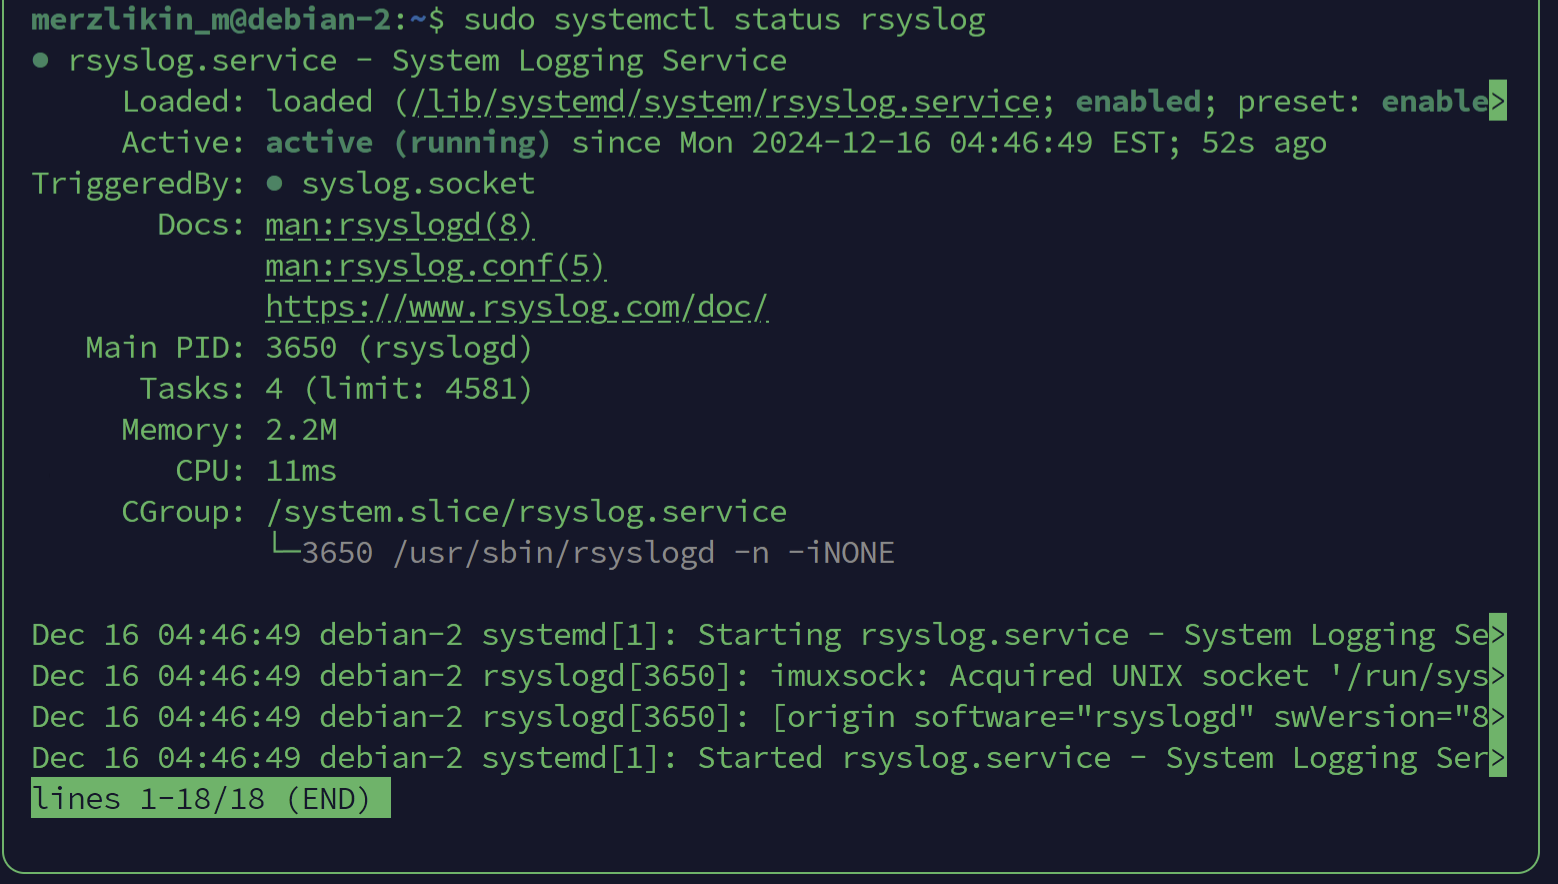 merzlikin_m@debian-2:~$ sudo systemctl status rsyslog
● rsyslog.service - System Logging Service
     Loaded: loaded (/lib/systemd/system/rsyslog.service; enabled; preset: enable>
     Active: active (running) since Mon 2024-12-16 04:46:49 EST; 52s ago
TriggeredBy: ● syslog.socket
       Docs: man:rsyslogd(8)
             man:rsyslog.conf(5)
             https://www.rsyslog.com/doc/
   Main PID: 3650 (rsyslogd)
      Tasks: 4 (limit: 4581)
     Memory: 2.2M
        CPU: 11ms
     CGroup: /system.slice/rsyslog.service
             └─3650 /usr/sbin/rsyslogd -n -iNONE

Dec 16 04:46:49 debian-2 systemd[1]: Starting rsyslog.service - System Logging Se>
Dec 16 04:46:49 debian-2 rsyslogd[3650]: imuxsock: Acquired UNIX socket '/run/sys>
Dec 16 04:46:49 debian-2 rsyslogd[3650]: [origin software="rsyslogd" swVersion="8>
Dec 16 04:46:49 debian-2 systemd[1]: Started rsyslog.service - System Logging Ser>
lines 1-18/18 (END)